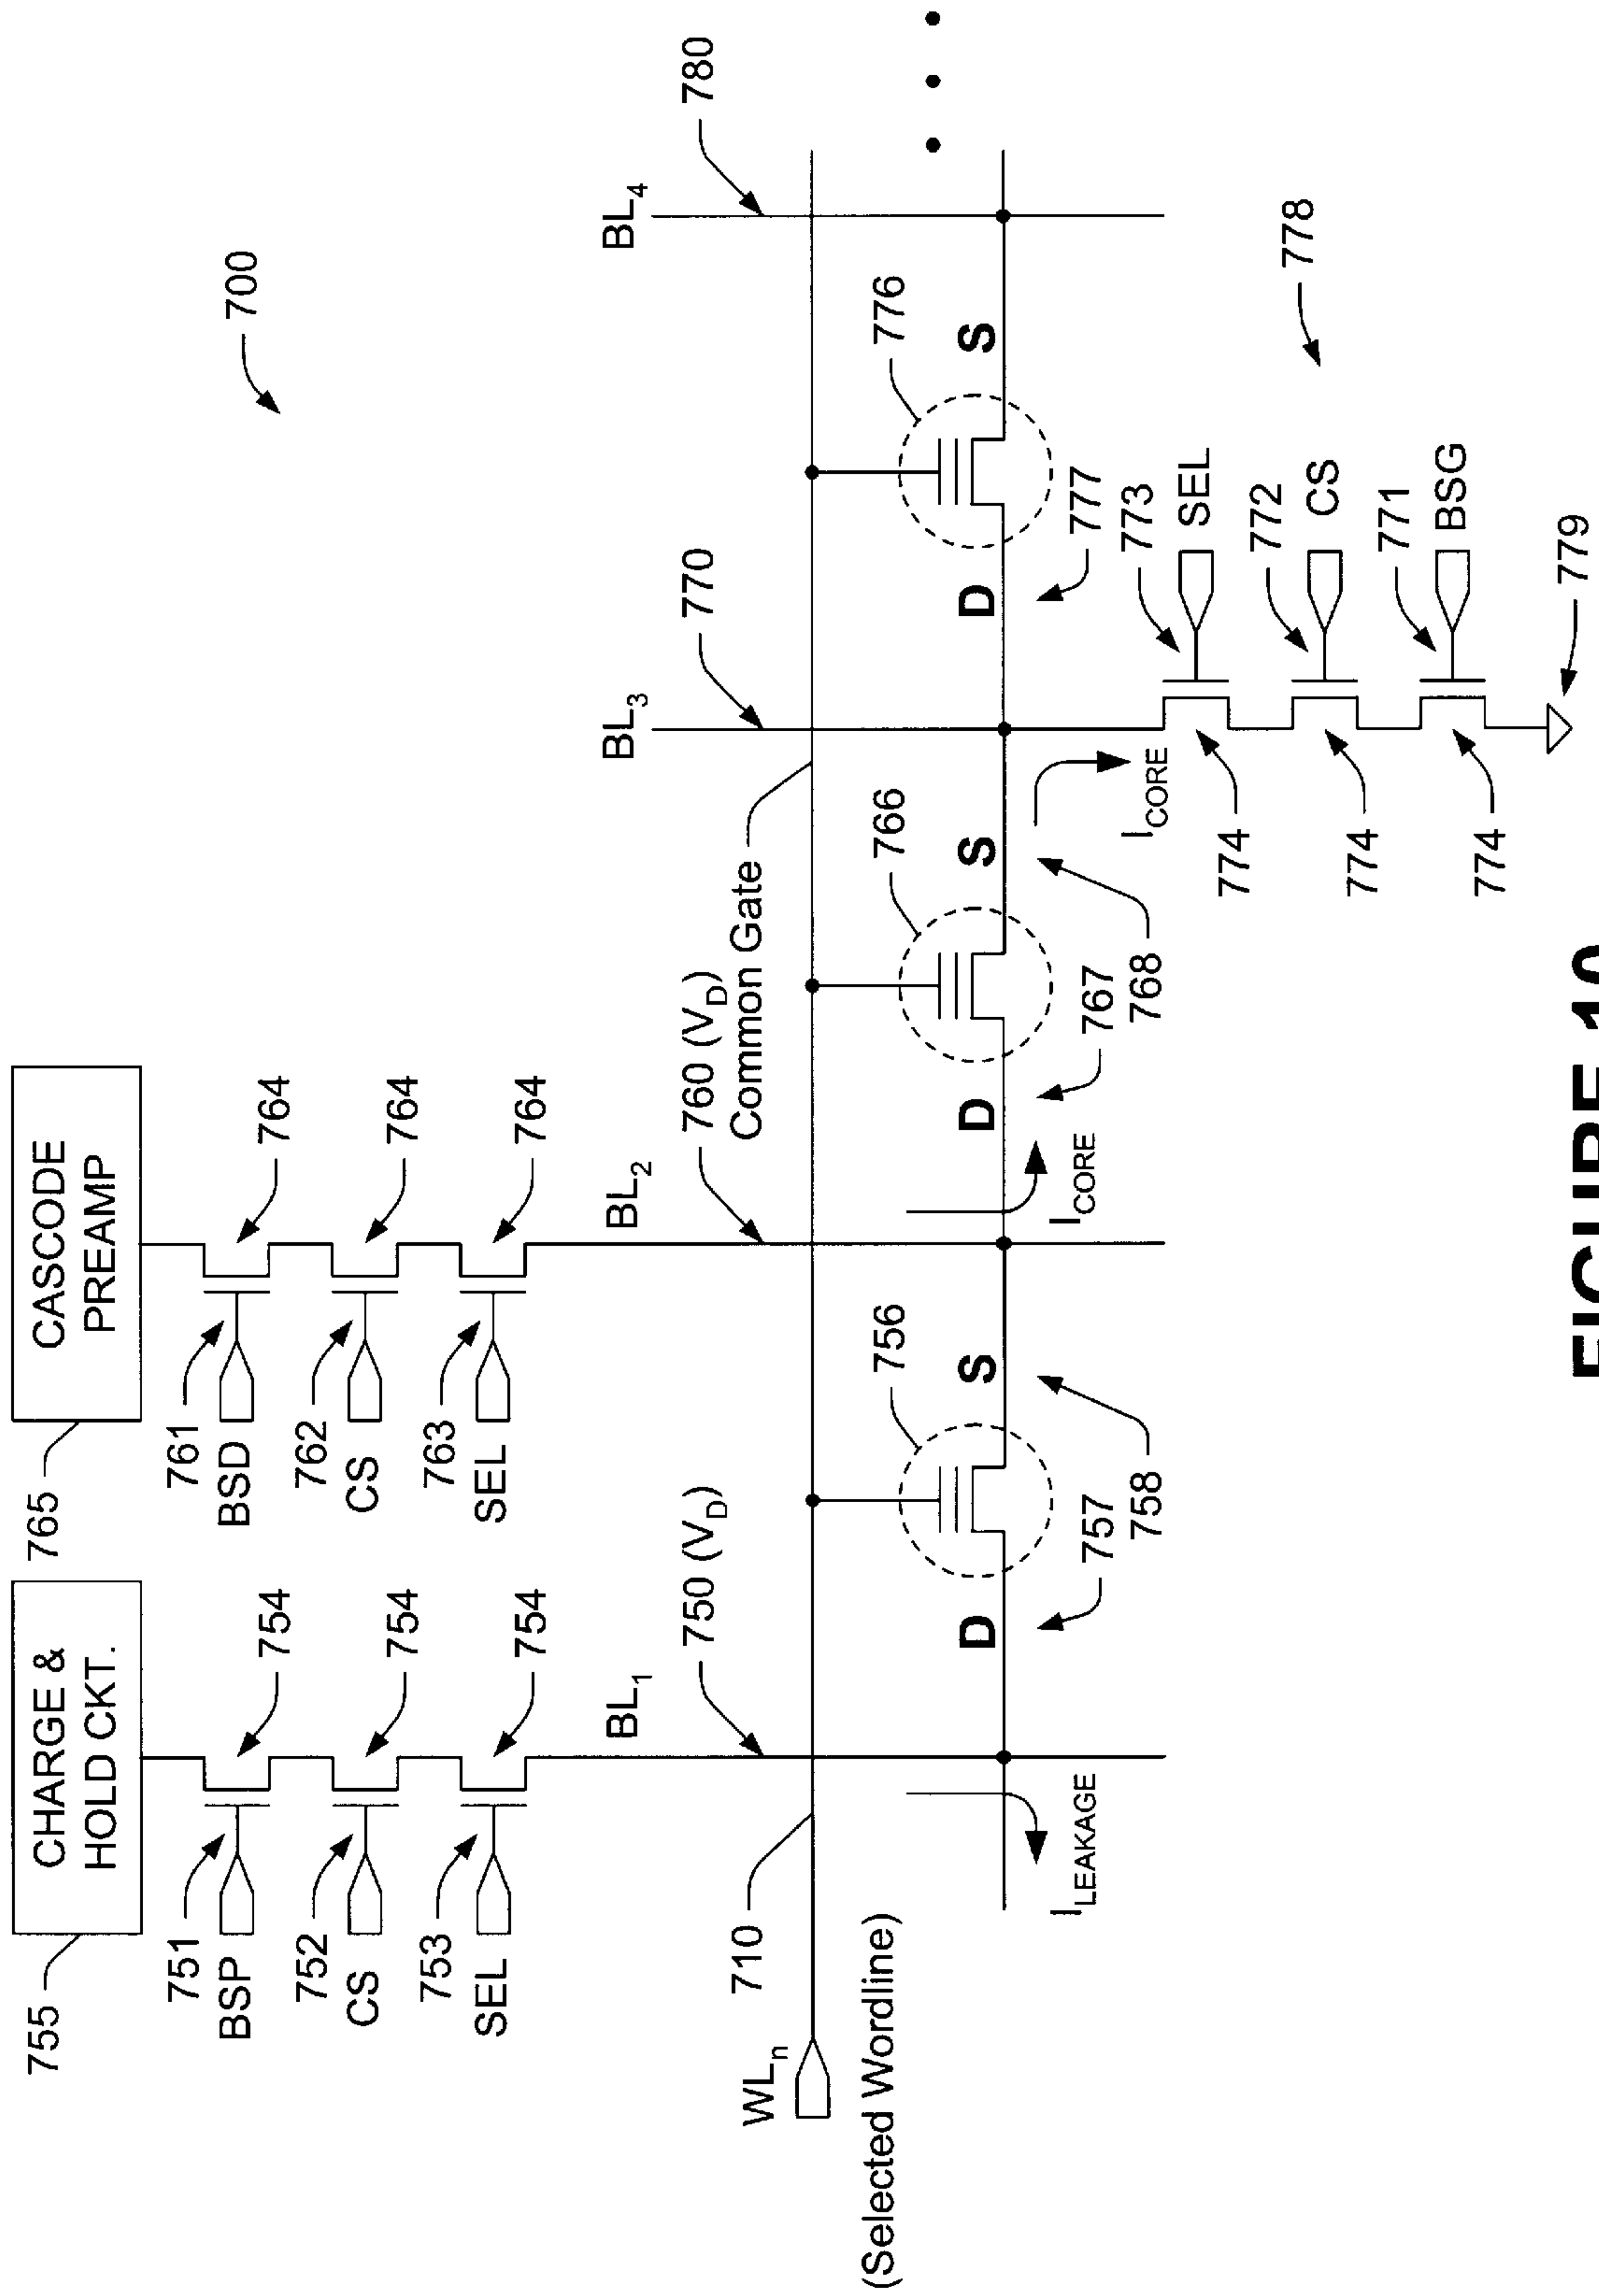 700
755
CHARGE &
HOLD CKT.
765
CASCODE
PREAMP
751
BSP
754
752
CS
754
753
SEL
754
761
BSD
764
762
CS
764
763
SEL
764
BL1
750 (VD)
BL2
760 (VD)
Common Gate
BL3
770
BL4
780
WLn
(Selected Wordline)
710
756
766
776
D
S
D
S
D
S
ILEAKAGE
757
758
ICORE
767
768
ICORE
777
778
773
SEL
774
772
CS
774
771
BSG
774
779
FIGURE 10